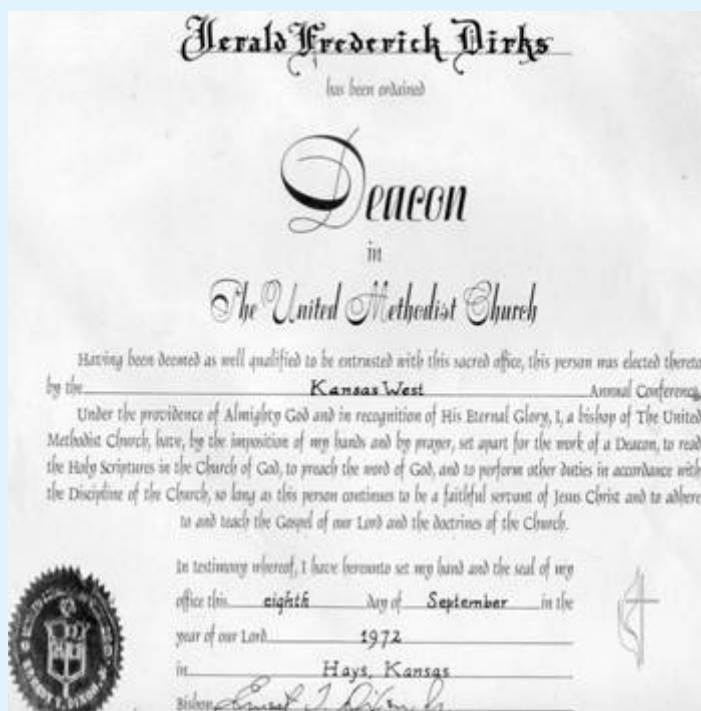 Jerald Frederick Dirks
has been ordained
Deacon
in
The United Methodist Church
Having been deemed as well qualified to be entrusted with this sacred office, this person was elected thereto
by the Kansas West Annual Conference.
Under the providence of Almighty God and in recognition of His Eternal Glory, I, a bishop of The United
Methodist Church, have, by the imposition of my hands and by prayer, set apart for the work of a Deacon, to read
the Holy Scriptures in the Church of God, to preach the word of God, and to perform other duties in accordance with
the Discipline of the Church, so long as this person continues to be a faithful servant of Jesus Christ and to adhere
to and teach the Gospel of our Lord and the doctrines of the Church.
In testimony whereof, I have hereunto set my hand and the seal of my
office this eighth day of September in the
year of our Lord 1972
in Hays, Kansas
Bishop Ernest T. Dixon Jr